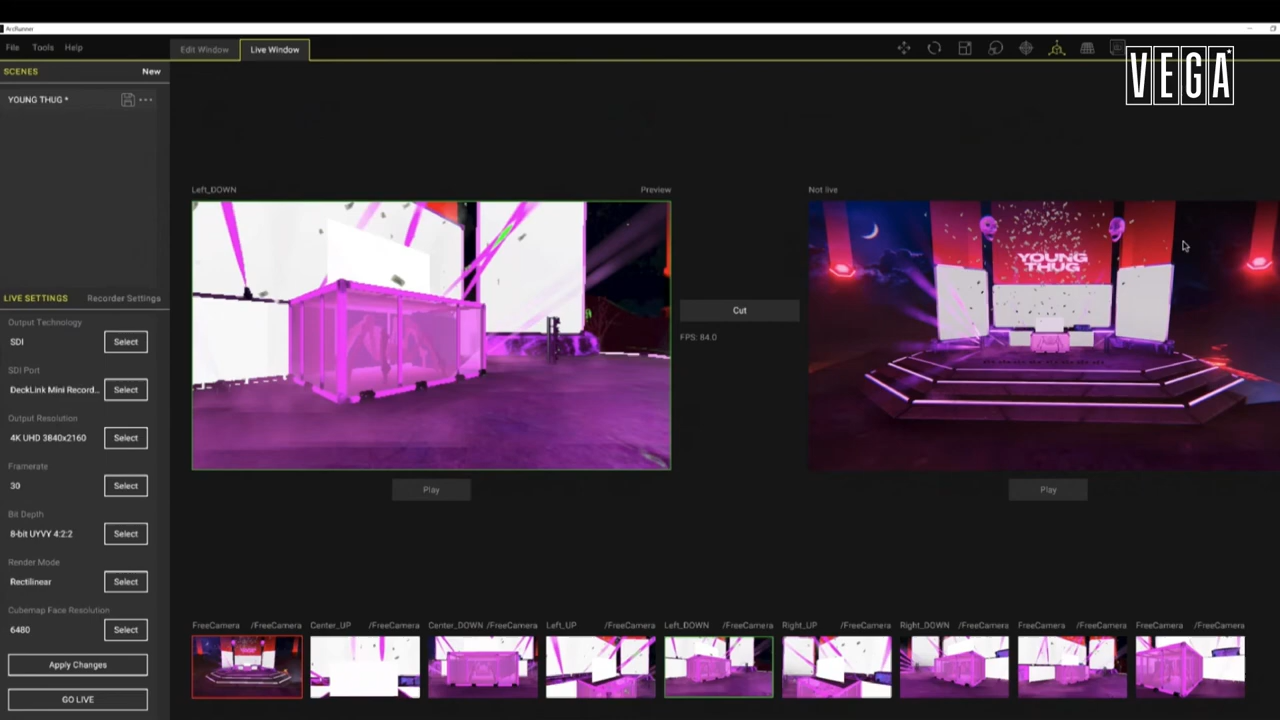 ArcRunner
File Tools Help
Edit Window
Live Window
VEGA
SCENES
New
YOUNG THUG *
Left_DOWN
Preview
Not live
YOUNG
THUG
Cut
FPS: 84.0
LIVE SETTINGS
Recorder Settings
Output Technology
SDI
Select
SDI Port
DeckLink Mini Record...
Select
Output Resolution
4K UHD 3840x2160
Select
Framerate
30
Select
Bit Depth
8-bit UYVY 4:2:2
Select
Render Mode
Rectilinear
Select
Cubemap Face Resolution
6480
Select
Apply Changes
GO LIVE
Play
Play
FreeCamera /FreeCamera
Center_UP /FreeCamera
Center_DOWN /FreeCamera
Left_UP /FreeCamera
Left_DOWN /FreeCamera
Right_UP /FreeCamera
Right_DOWN /FreeCamera
FreeCamera /FreeCamera
FreeCamera /FreeCamera